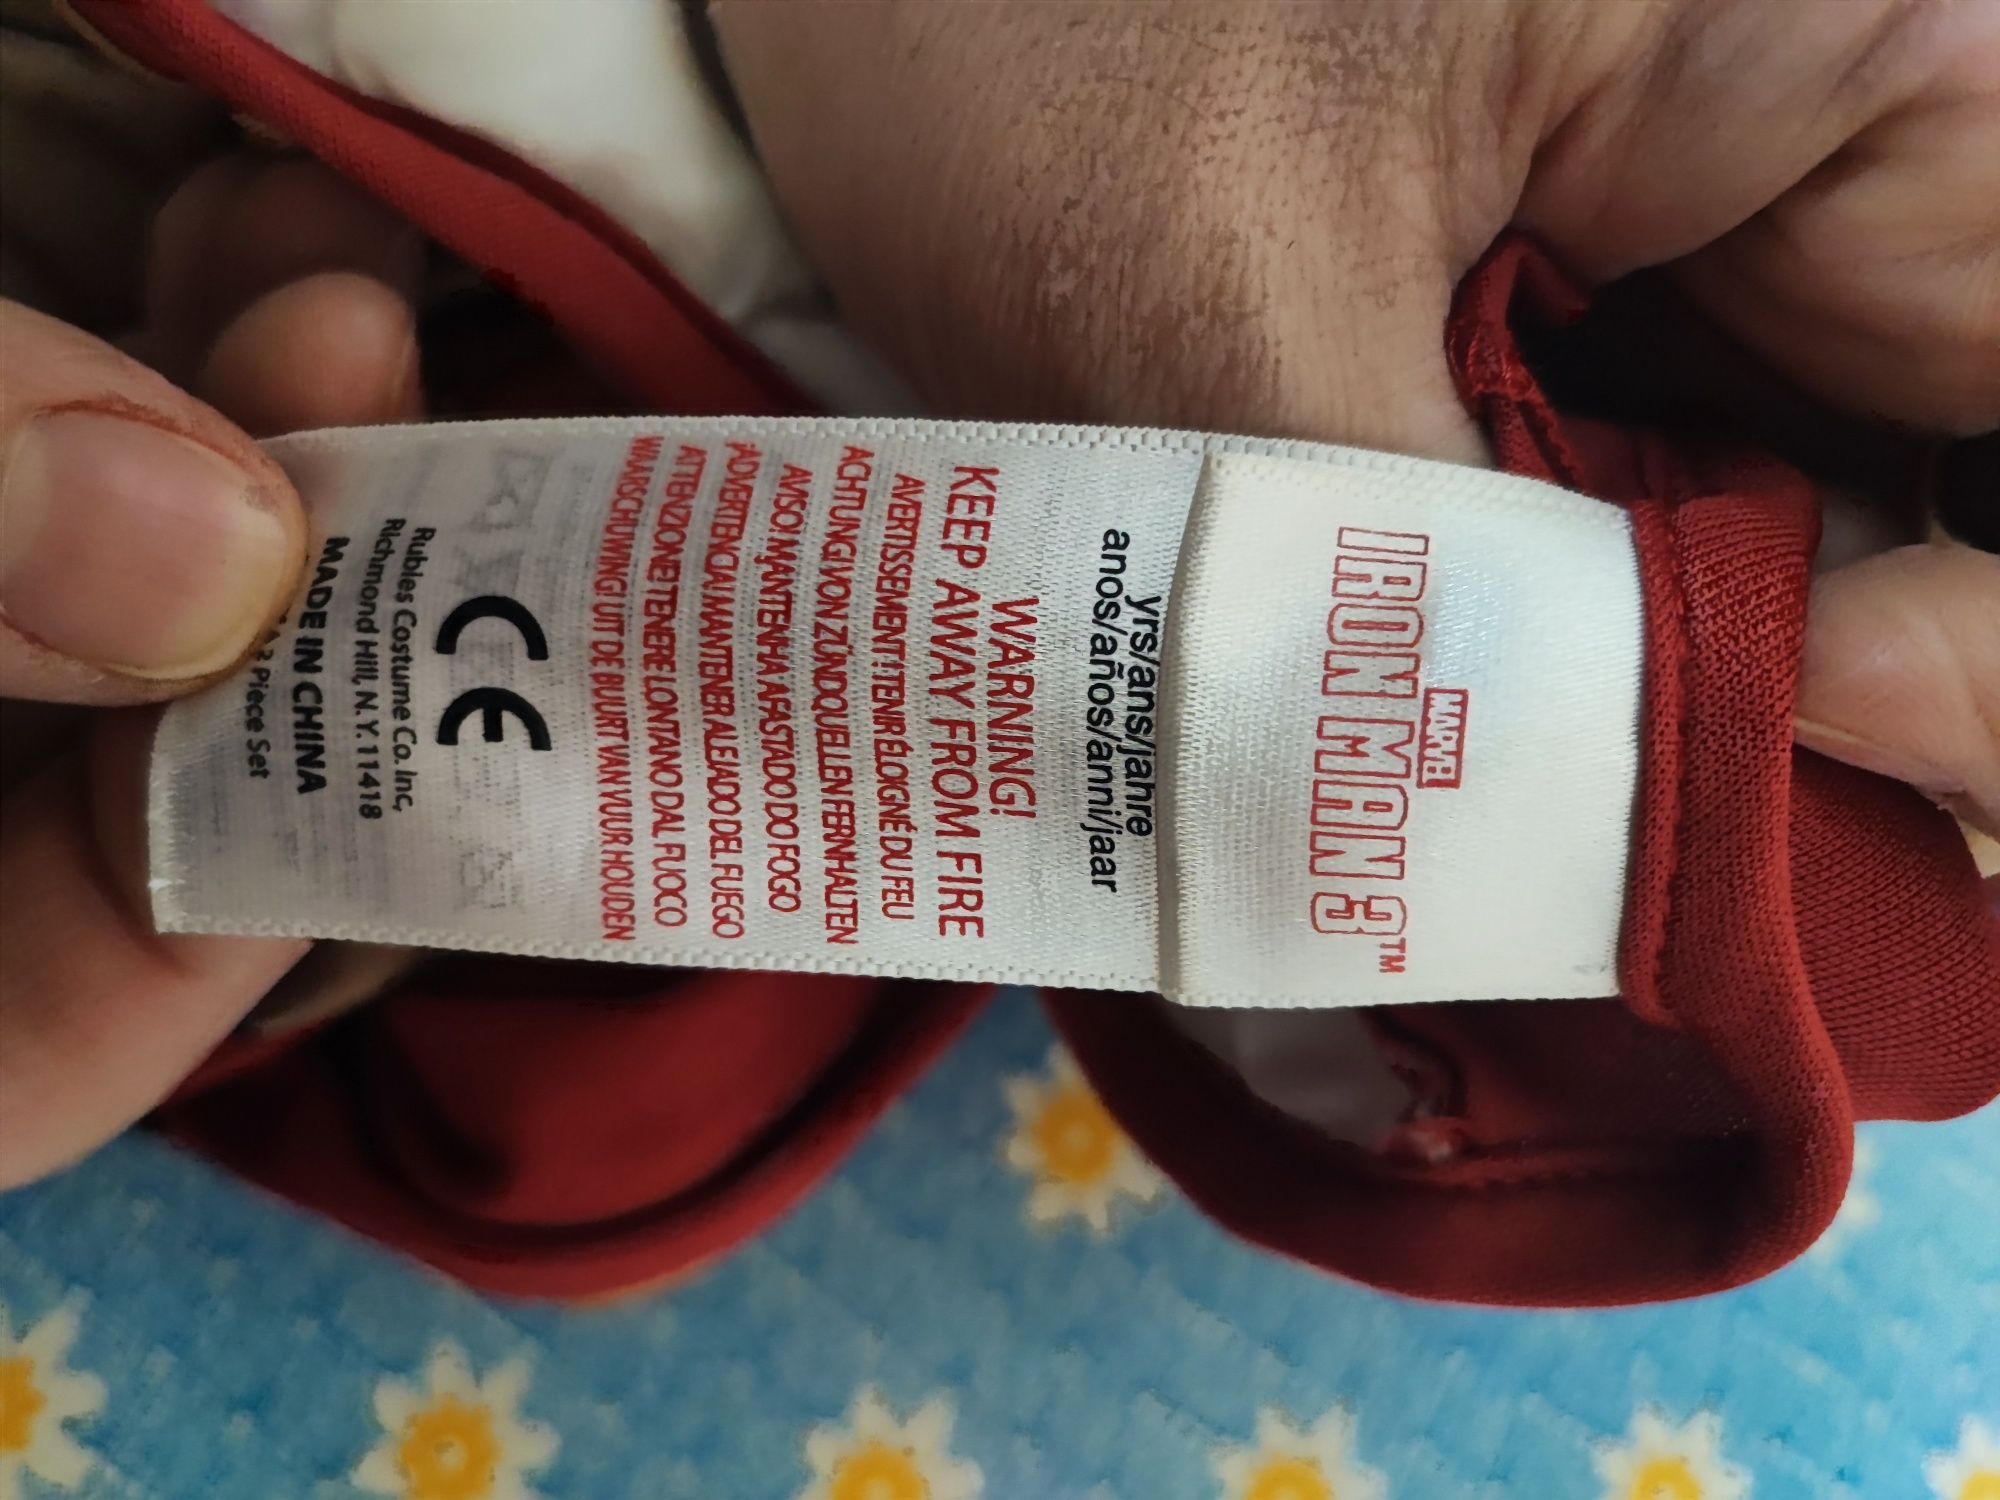 MARVEL
IRON MAN 3™
yrs/ans/jahre
anos/años/anni/jaar
WARNING!
KEEP AWAY FROM FIRE
AVERTISSEMENT! TENIR ÉLOIGNÉ DU FEU
ACHTUNG! VON ZÜNDQUELLEN FERNHALTEN
AVISO! MANTENHA AFASTADO DO FOGO
¡ADVERTENCIA! MANTENER ALEJADO DEL FUEGO
ATTENZIONE TENERE LONTANO DAL FUOCO
WAARSCHUWING UIT DE BUURT VAN VUUR HOUDEN
CE
Rubies Costume Co. Inc,
Richmond Hill, N.Y. 11418
MADE IN CHINA
Piece Set